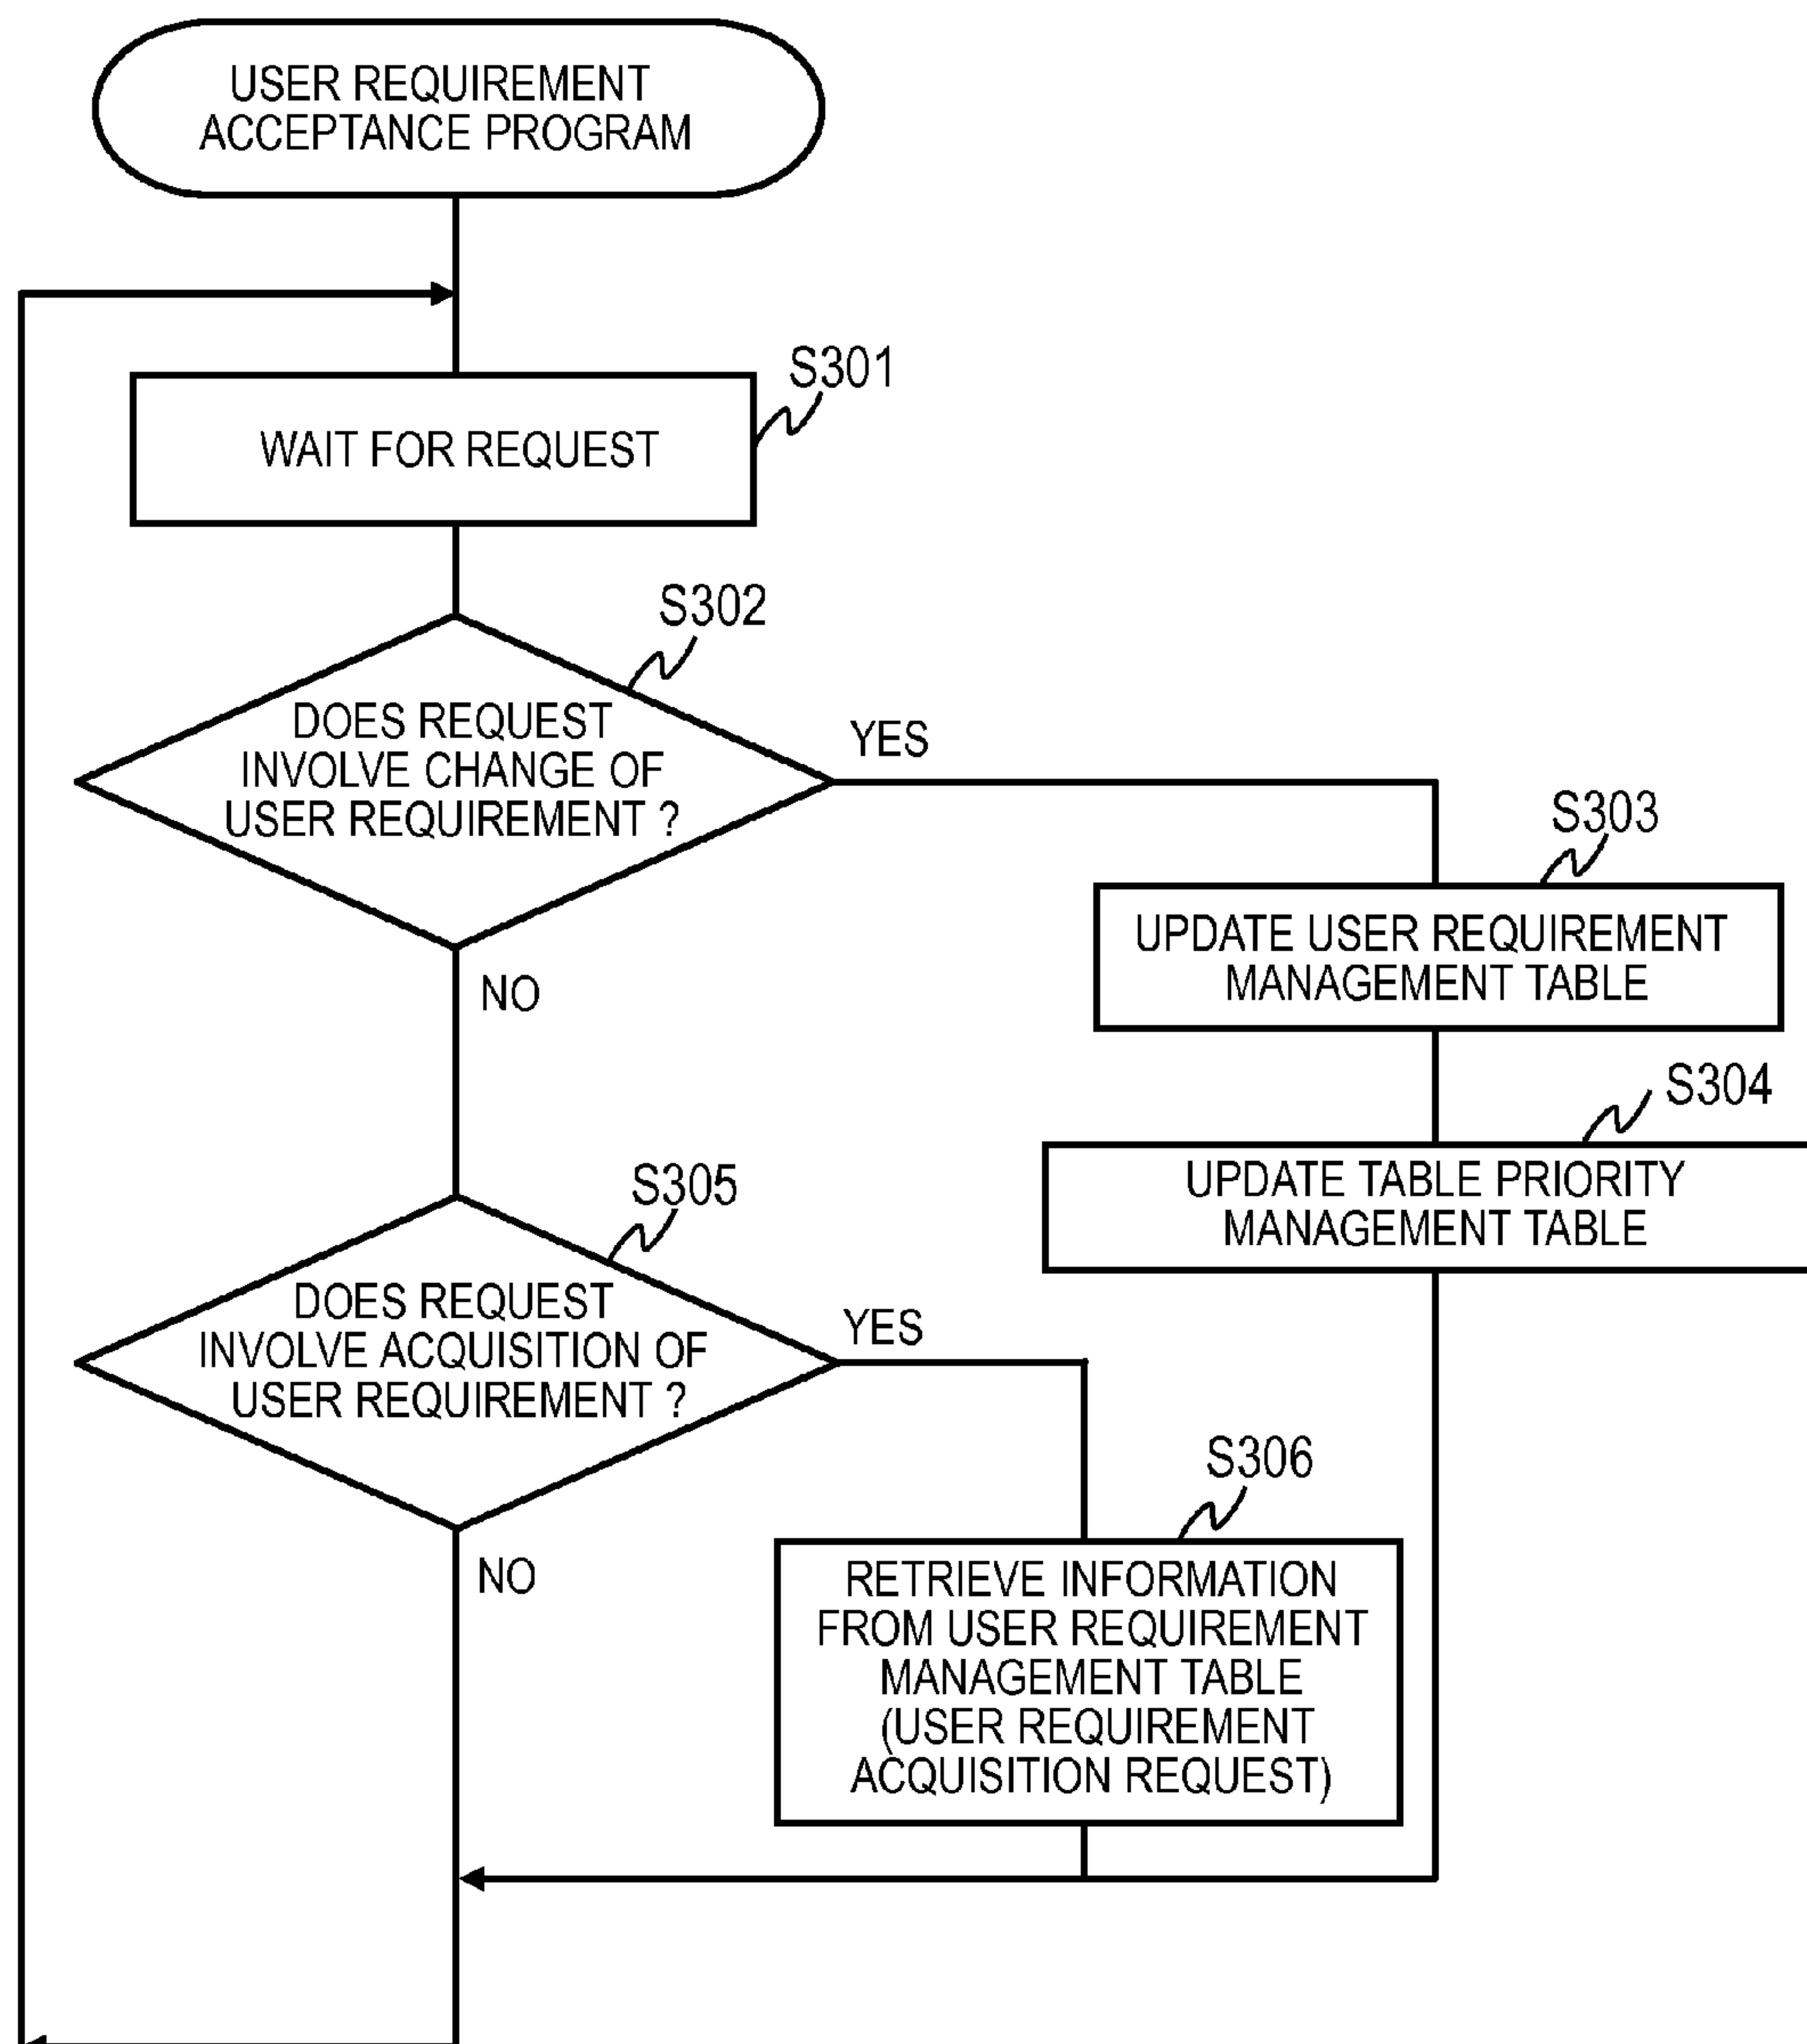 USER REQUIREMENT
ACCEPTANCE PROGRAM
S301
WAIT FOR REQUEST
S302
DOES REQUEST
INVOLVE CHANGE OF
USER REQUIREMENT ?
YES
NO
S303
UPDATE USER REQUIREMENT
MANAGEMENT TABLE
S304
UPDATE TABLE PRIORITY
MANAGEMENT TABLE
S305
DOES REQUEST
INVOLVE ACQUISITION OF
USER REQUIREMENT ?
YES
NO
S306
RETRIEVE INFORMATION
FROM USER REQUIREMENT
MANAGEMENT TABLE
(USER REQUIREMENT
ACQUISITION REQUEST)